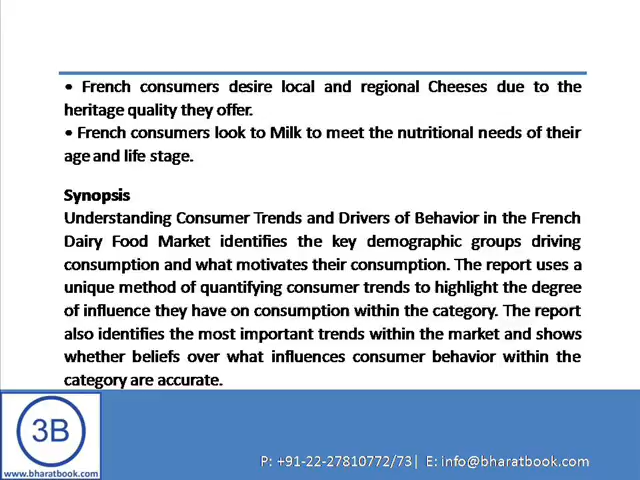 • French consumers desire local and regional Cheeses due to the
heritage quality they offer.
• French consumers look to Milk to meet the nutritional needs of their
age and life stage.
Synopsis
Understanding Consumer Trends and Drivers of Behavior in the French
Dairy Food Market identifies the key demographic groups driving
consumption and what motivates their consumption. The report uses a
unique method of quantifying consumer trends to highlight the degree
of influence they have on consumption within the category. The report
also identifies the most important trends within the market and shows
whether beliefs over what influences consumer behavior within the
category are accurate.
3B
www.bharatbook.com
P: +91-22-27810772/73| E: info@bharatbook.com